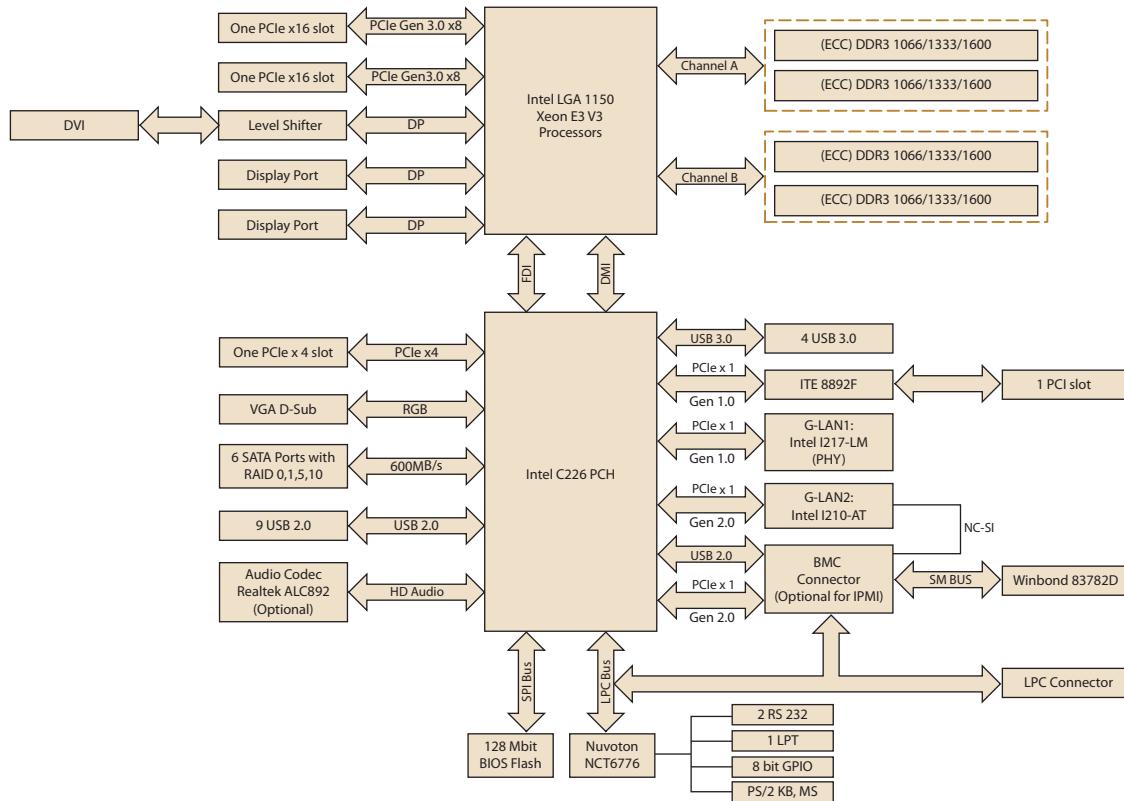 One PCIe x16 slot
PCIe Gen 3.0 x8
One PCIe x16 slot
PCIe Gen3.0 x8
DVI
Level Shifter
DP
Display Port
DP
Display Port
DP
Intel LGA 1150
Xeon E3 V3
Processors
Channel A
(ECC) DDR3 1066/1333/1600
(ECC) DDR3 1066/1333/1600
Channel B
(ECC) DDR3 1066/1333/1600
(ECC) DDR3 1066/1333/1600
FDI
DMI
One PCIe x 4 slot
PCIe x4
VGA D-Sub
RGB
6 SATA Ports with
RAID 0,1,5,10
600MB/s
9 USB 2.0
USB 2.0
Audio Codec
Realtek ALC892
(Optional)
HD Audio
Intel C226 PCH
USB 3.0
4 USB 3.0
PCIe x 1
Gen 1.0
ITE 8892F
1 PCI slot
PCIe x 1
Gen 1.0
G-LAN1:
Intel I217-LM
(PHY)
PCIe x 1
Gen 2.0
G-LAN2:
Intel I210-AT
NC-SI
USB 2.0
PCIe x 1
Gen 2.0
BMC
Connector
(Optional for IPMI)
SM BUS
Winbond 83782D
SPI Bus
LPC Bus
LPC Connector
128 Mbit
BIOS Flash
Nuvoton
NCT6776
2 RS 232
1 LPT
8 bit GPIO
PS/2 KB, MS